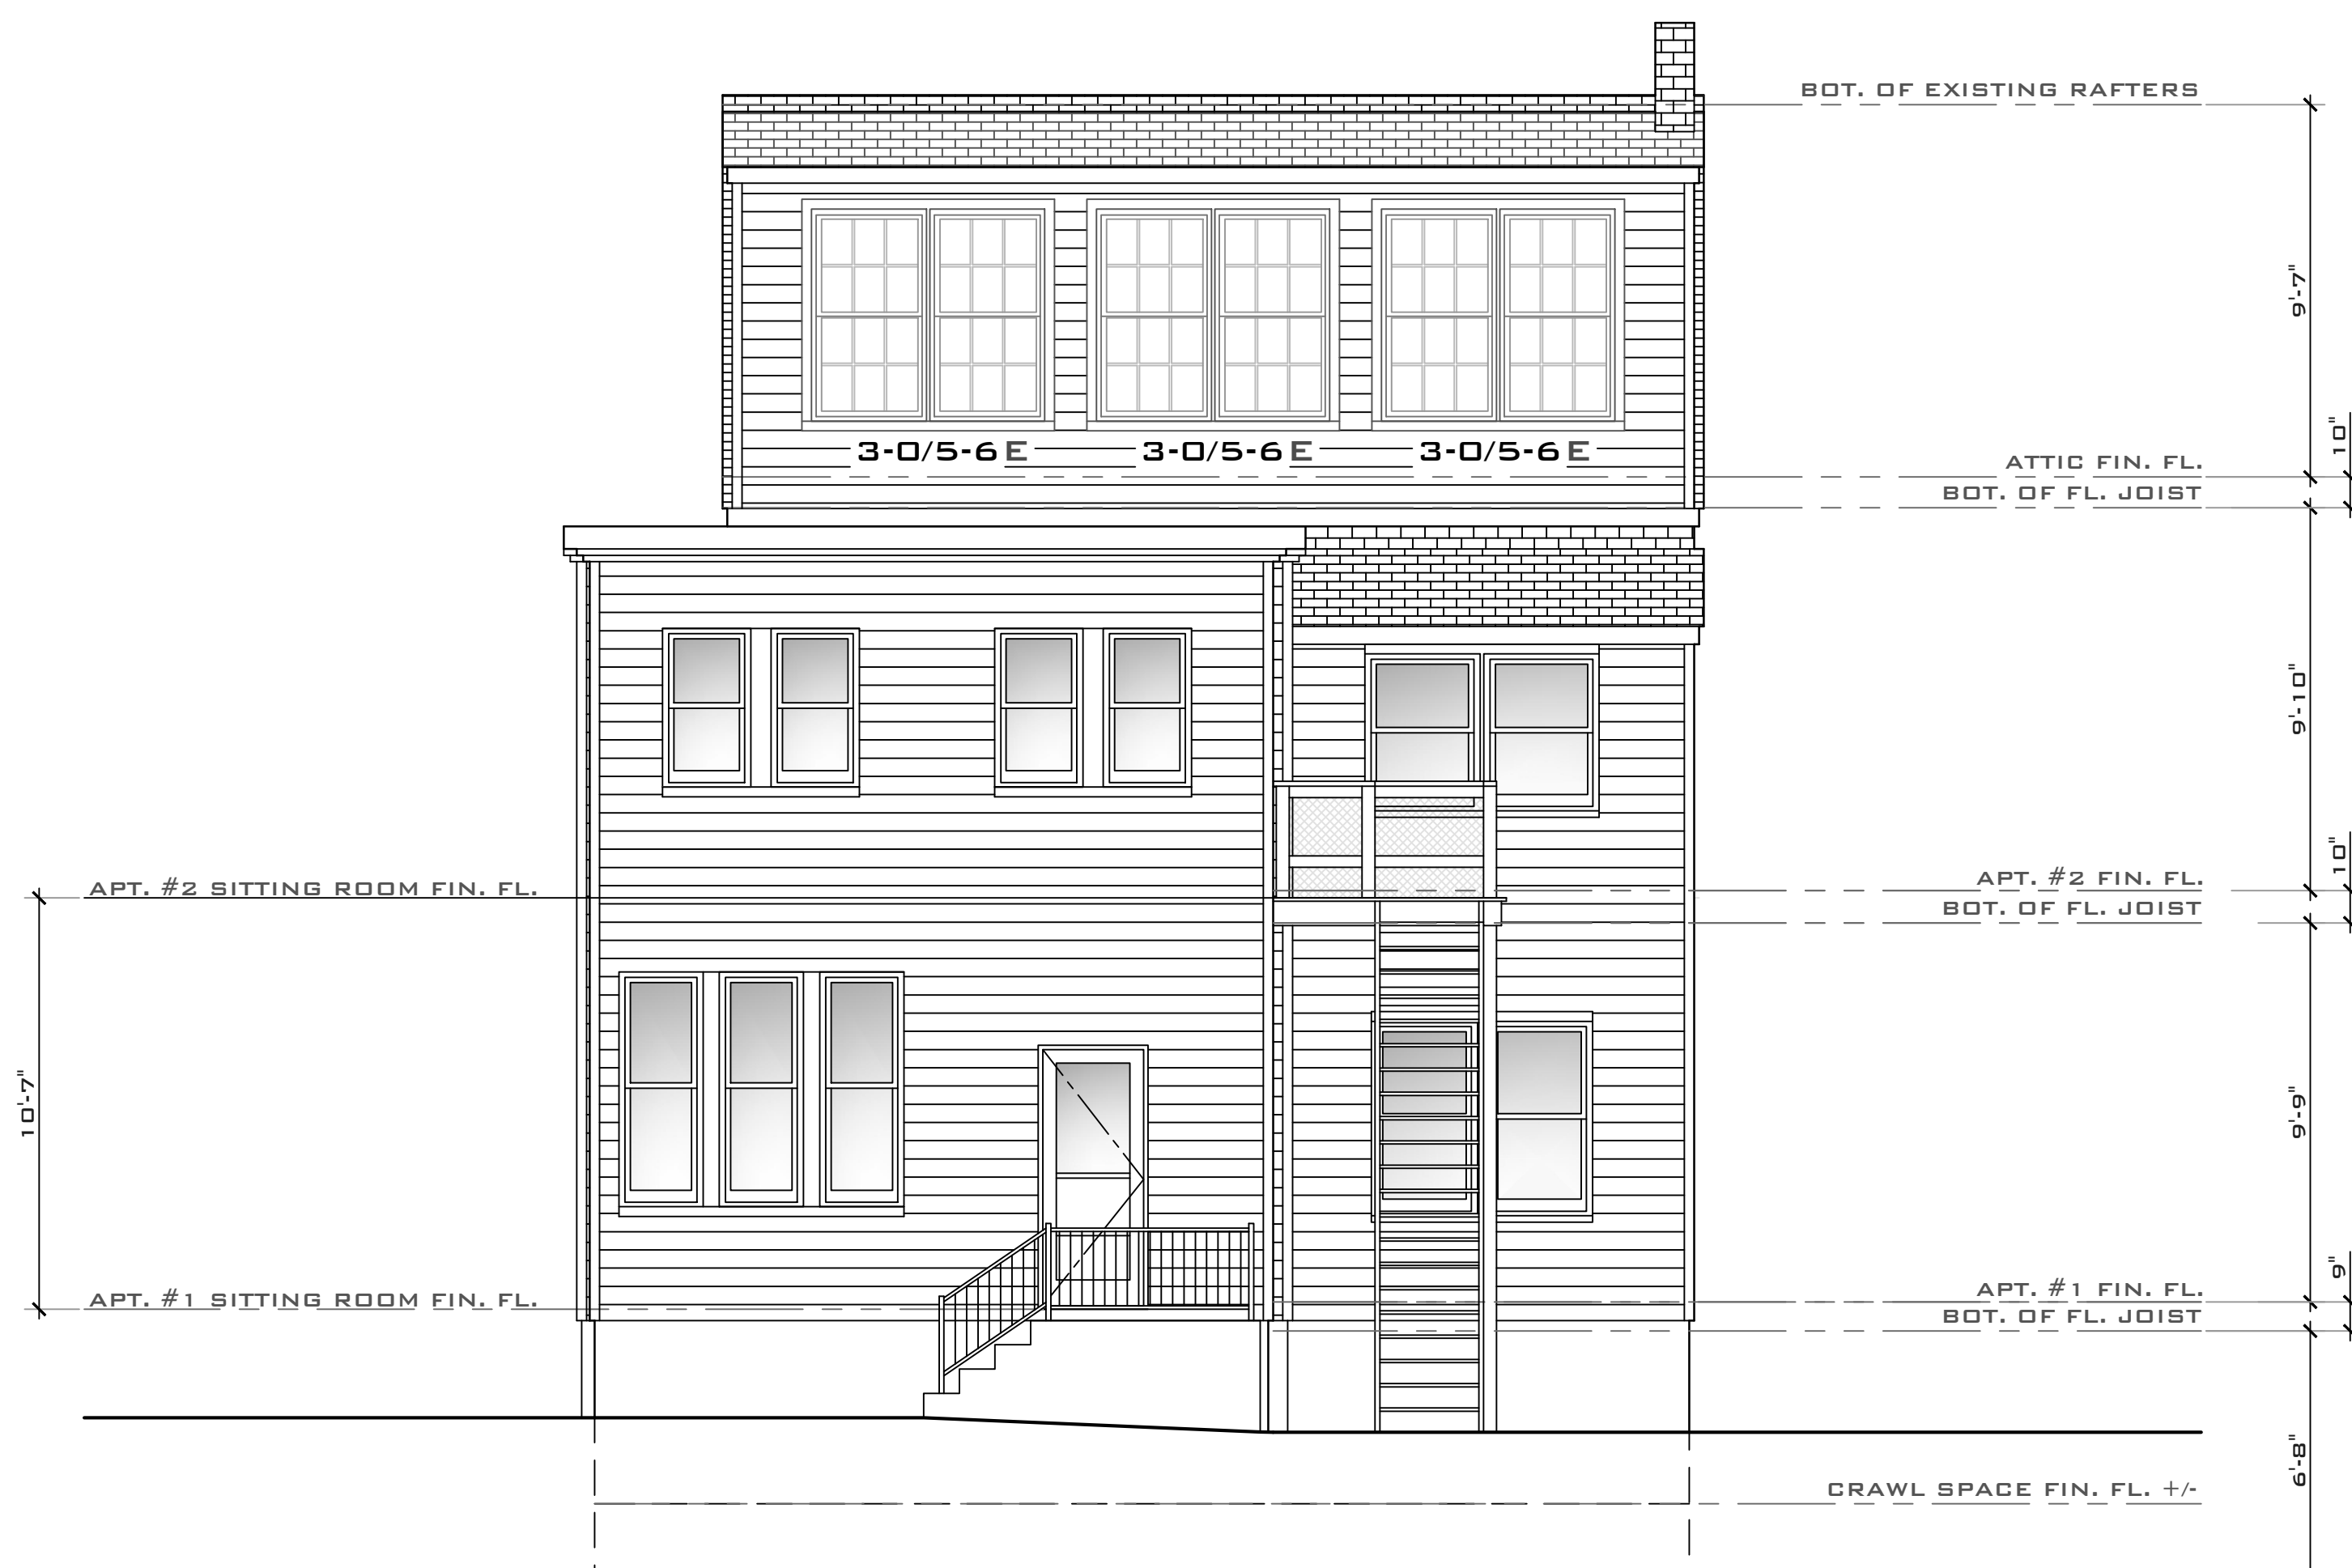 BOT. OF EXISTING RAFTERS
9'-7"
3-0/5-6 E
3-0/5-6 E
3-0/5-6 E
10"
ATTIC FIN. FL.
BOT. OF FL. JOIST
9'-10"
10"
APT. #2 SITTING ROOM FIN. FL.
APT. #2 FIN. FL.
BOT. OF FL. JOIST
10'-7"
9'-9"
9"
APT. #1 SITTING ROOM FIN. FL.
APT. #1 FIN. FL.
BOT. OF FL. JOIST
6'-8"
CRAWL SPACE FIN. FL. +/-